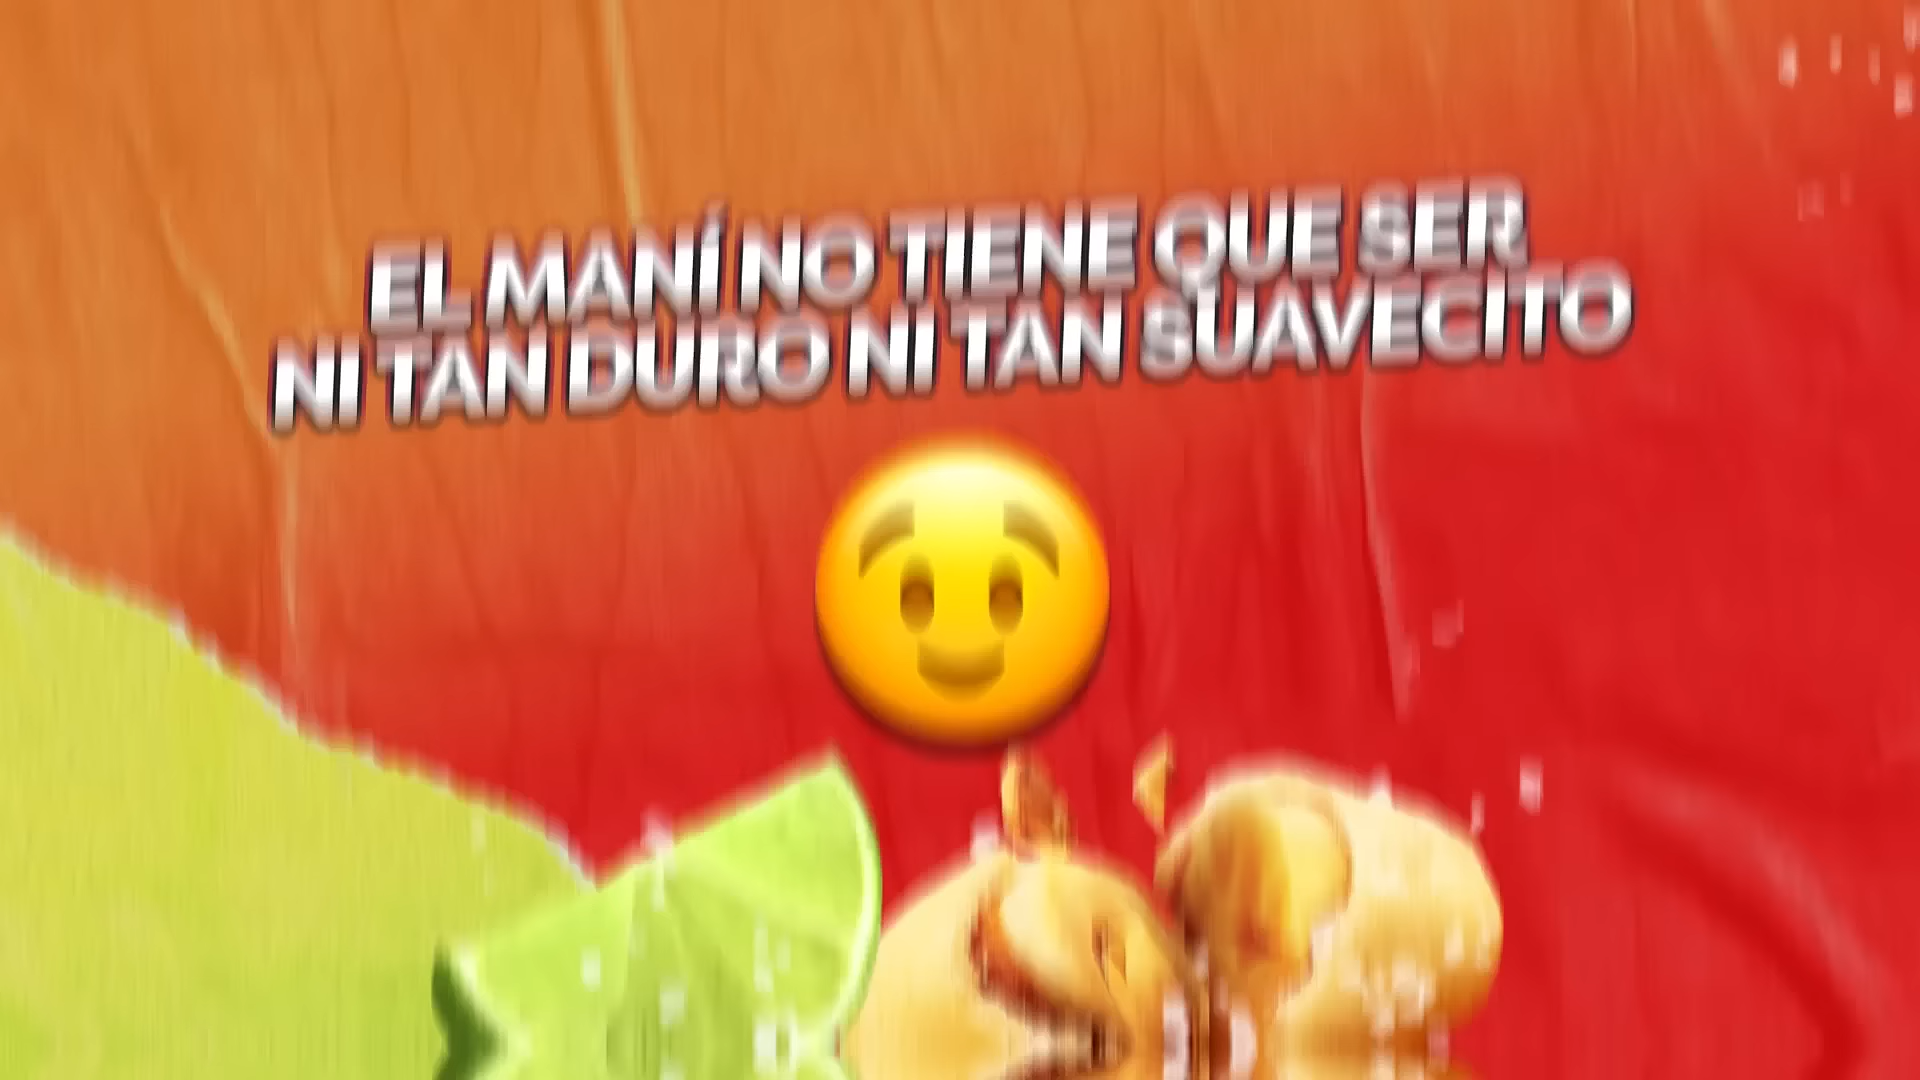 EL MANÍ NO TIENE QUE SER
NI TAN DURO NI TAN SUAVECITO